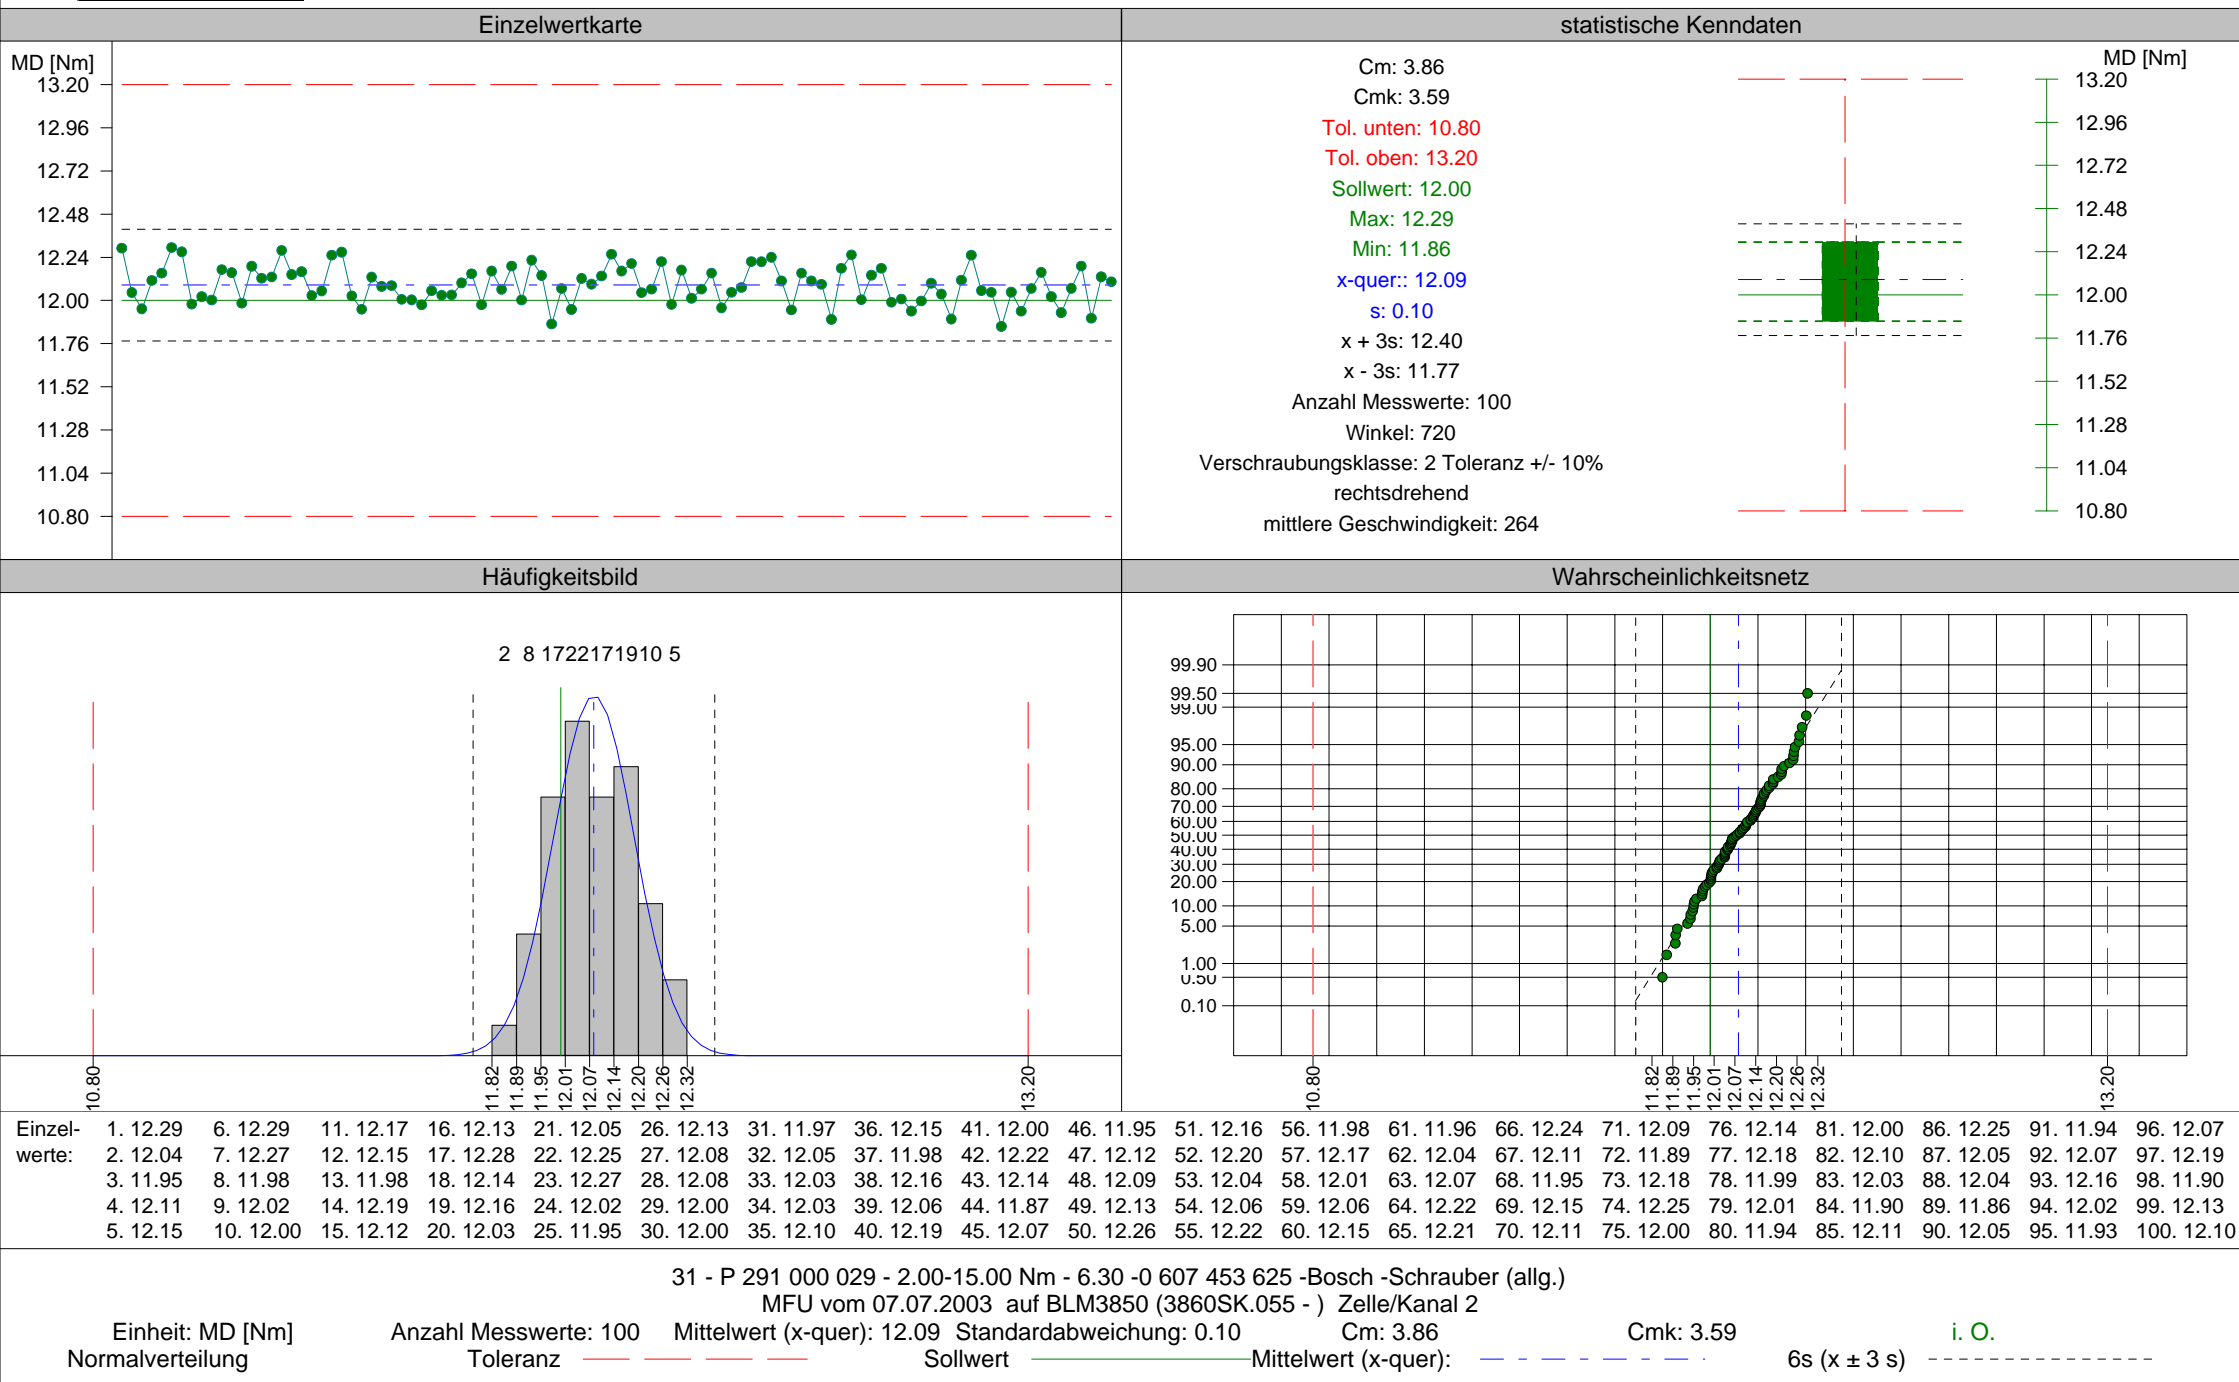 Einzelwertkarte
MD [Nm]
13.20
12.96
12.72
12.48
12.24
12.00
11.76
11.52
11.28
11.04
10.80
statistische Kenndaten
Cm: 3.86
Cmk: 3.59
Tol. unten: 10.80
Tol. oben: 13.20
Sollwert: 12.00
Max: 12.29
Min: 11.86
x-quer:: 12.09
s: 0.10
x + 3s: 12.40
x - 3s: 11.77
Anzahl Messwerte: 100
Winkel: 720
Verschraubungsklasse: 2 Toleranz +/- 10%
rechtsdrehend
mittlere Geschwindigkeit: 264
MD [Nm]
13.20
12.96
12.72
12.48
12.24
12.00
11.76
11.52
11.28
11.04
10.80
Häufigkeitsbild
2 8 17 22 17 19 10 5
10.80 11.82 11.89 11.95 12.01 12.07 12.14 12.20 12.26 12.32 13.20
Wahrscheinlichkeitsnetz
99.90
99.50
99.00
95.00
90.00
80.00
70.00
60.00
50.00
40.00
30.00
20.00
10.00
5.00
1.00
0.50
0.10
10.80 11.82 11.89 11.95 12.01 12.07 12.14 12.20 12.26 12.32 13.20
Einzel- 1. 12.29 6. 12.29 11. 12.17 16. 12.13 21. 12.05 26. 12.13 31. 11.97 36. 12.15 41. 12.00 46. 11.95 51. 12.16 56. 11.98 61. 11.96 66. 12.24 71. 12.09 76. 12.14 81. 12.00 86. 12.25 91. 11.94 96. 12.07
werte: 2. 12.04 7. 12.27 12. 12.15 17. 12.28 22. 12.25 27. 12.08 32. 12.05 37. 11.98 42. 12.22 47. 12.12 52. 12.20 57. 12.17 62. 12.04 67. 12.11 72. 11.89 77. 12.18 82. 12.10 87. 12.05 92. 12.07 97. 12.19
3. 11.95 8. 11.98 13. 11.98 18. 12.14 23. 12.27 28. 12.08 33. 12.03 38. 12.16 43. 12.14 48. 12.09 53. 12.04 58. 12.01 63. 12.07 68. 11.95 73. 12.18 78. 11.99 83. 12.03 88. 12.04 93. 12.16 98. 11.90
4. 12.11 9. 12.02 14. 12.19 19. 12.16 24. 12.02 29. 12.00 34. 12.03 39. 12.06 44. 11.87 49. 12.13 54. 12.06 59. 12.06 64. 12.22 69. 12.15 74. 12.25 79. 12.01 84. 11.90 89. 11.86 94. 12.02 99. 12.13
5. 12.15 10. 12.00 15. 12.12 20. 12.03 25. 11.95 30. 12.00 35. 12.10 40. 12.19 45. 12.07 50. 12.26 55. 12.22 60. 12.15 65. 12.21 70. 12.11 75. 12.00 80. 11.94 85. 12.11 90. 12.05 95. 11.93 100. 12.10
31 - P 291 000 029 - 2.00-15.00 Nm - 6.30 -0 607 453 625 -Bosch -Schrauber (allg.)
MFU vom 07.07.2003 auf BLM3850 (3860SK.055 - ) Zelle/Kanal 2
Einheit: MD [Nm] Anzahl Messwerte: 100 Mittelwert (x-quer): 12.09 Standardabweichung: 0.10 Cm: 3.86 Cmk: 3.59 i. O.
Normalverteilung Toleranz Sollwert Mittelwert (x-quer): 6s (x ± 3 s)